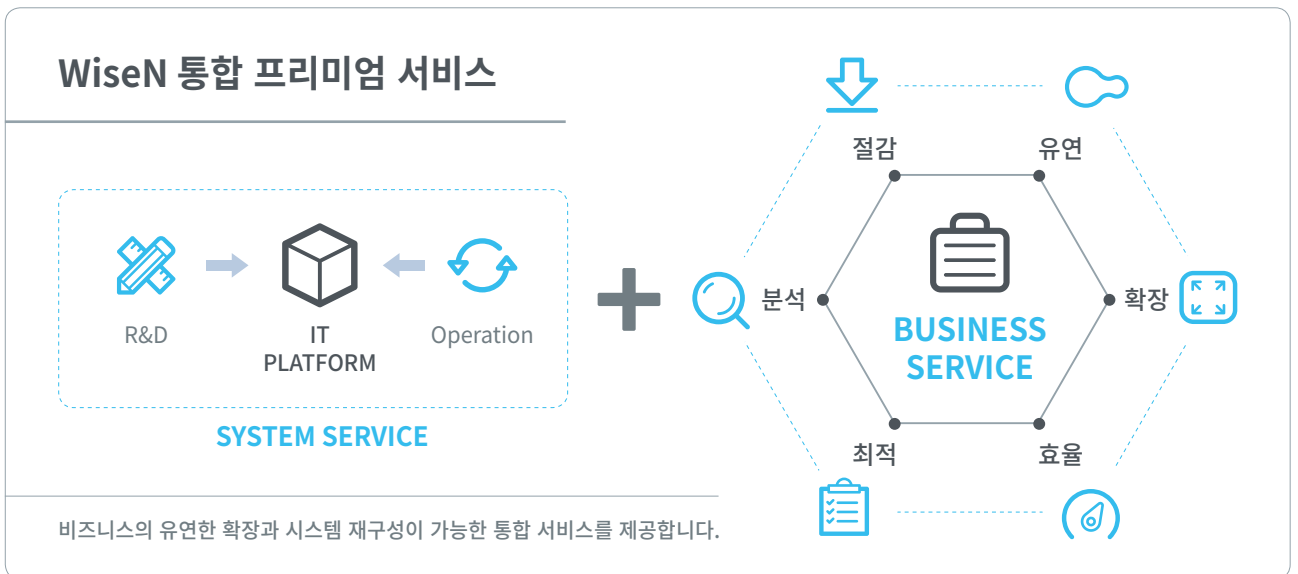 WiseN 통합 프리미엄 서비스
R&D
IT
PLATFORM
Operation
SYSTEM SERVICE
절감
유연
분석
확장
BUSINESS
SERVICE
최적
효율
비즈니스의 유연한 확장과 시스템 재구성이 가능한 통합 서비스를 제공합니다.